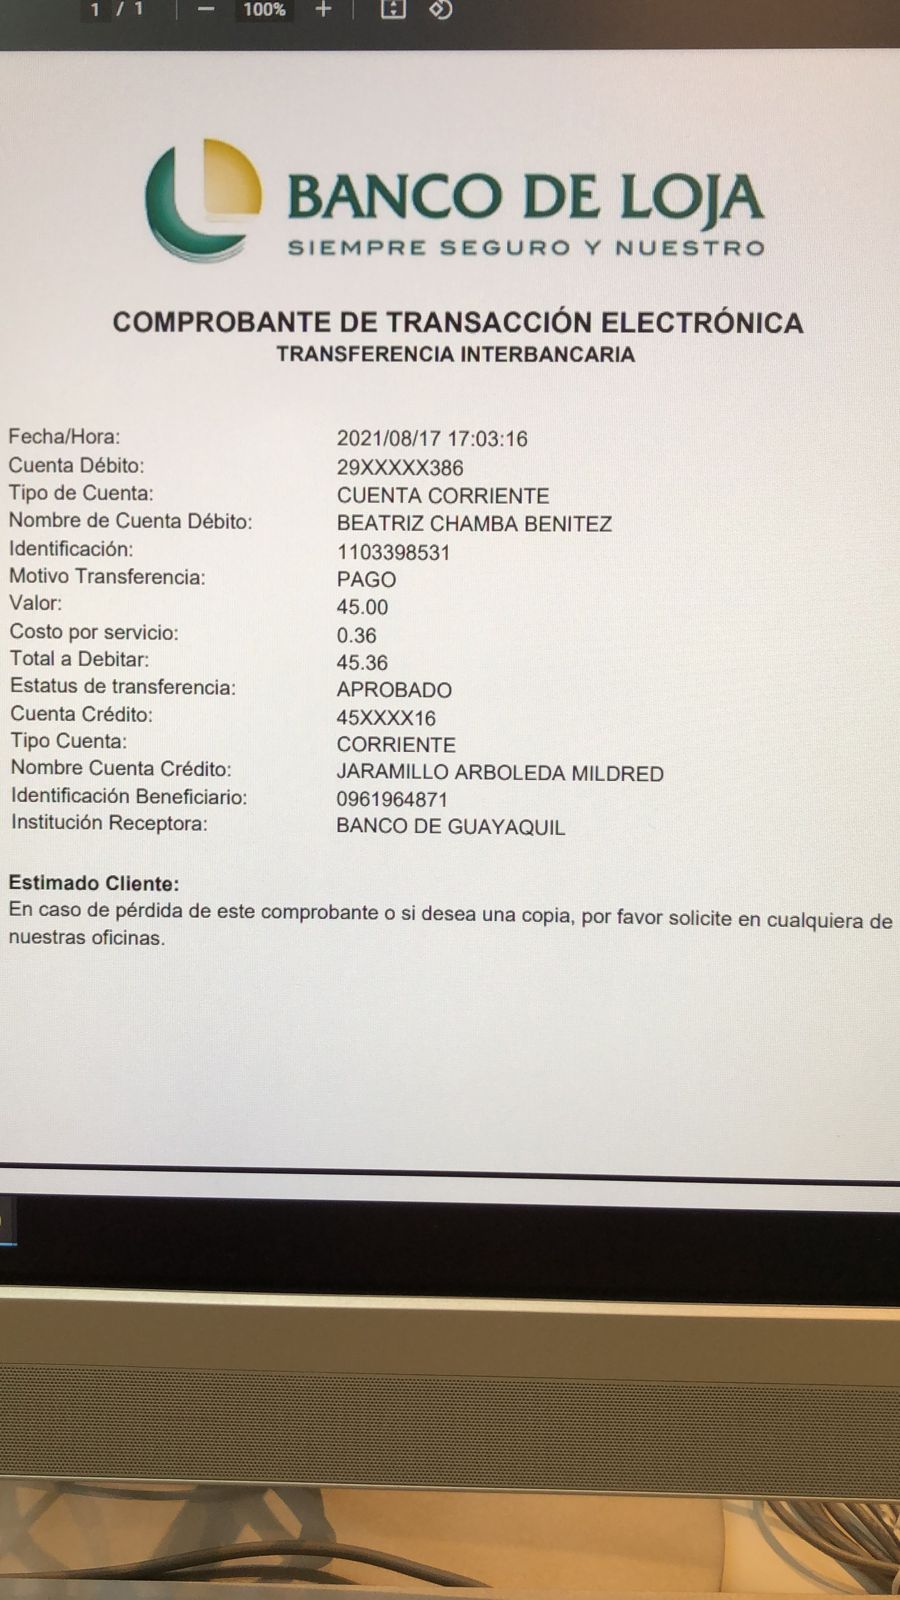 1 / 1 — 100% +
BANCO DE LOJA
SIEMPRE SEGURO Y NUESTRO
COMPROBANTE DE TRANSACCIÓN ELECTRÓNICA
TRANSFERENCIA INTERBANCARIA
Fecha/Hora: 2021/08/17 17:03:16
Cuenta Débito: 29XXXXX386
Tipo de Cuenta: CUENTA CORRIENTE
Nombre de Cuenta Débito: BEATRIZ CHAMBA BENITEZ
Identificación: 1103398531
Motivo Transferencia: PAGO
Valor: 45.00
Costo por servicio: 0.36
Total a Debitar: 45.36
Estatus de transferencia: APROBADO
Cuenta Crédito: 45XXXX16
Tipo Cuenta: CORRIENTE
Nombre Cuenta Crédito: JARAMILLO ARBOLEDA MILDRED
Identificación Beneficiario: 0961964871
Institución Receptora: BANCO DE GUAYAQUIL
Estimado Cliente:
En caso de pérdida de este comprobante o si desea una copia, por favor solicite en cualquiera de
nuestras oficinas.